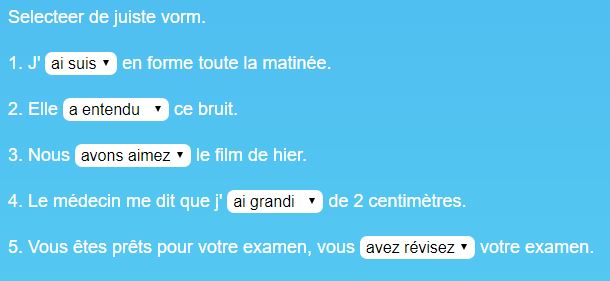 Selecteer de juiste vorm.
1. J' ai suis en forme toute la matinée.
2. Elle a entendu ce bruit.
3. Nous avons aimez le film de hier.
4. Le médecin me dit que j' ai grandi de 2 centimètres.
5. Vous êtes prêts pour votre examen, vous avez révisez votre examen.